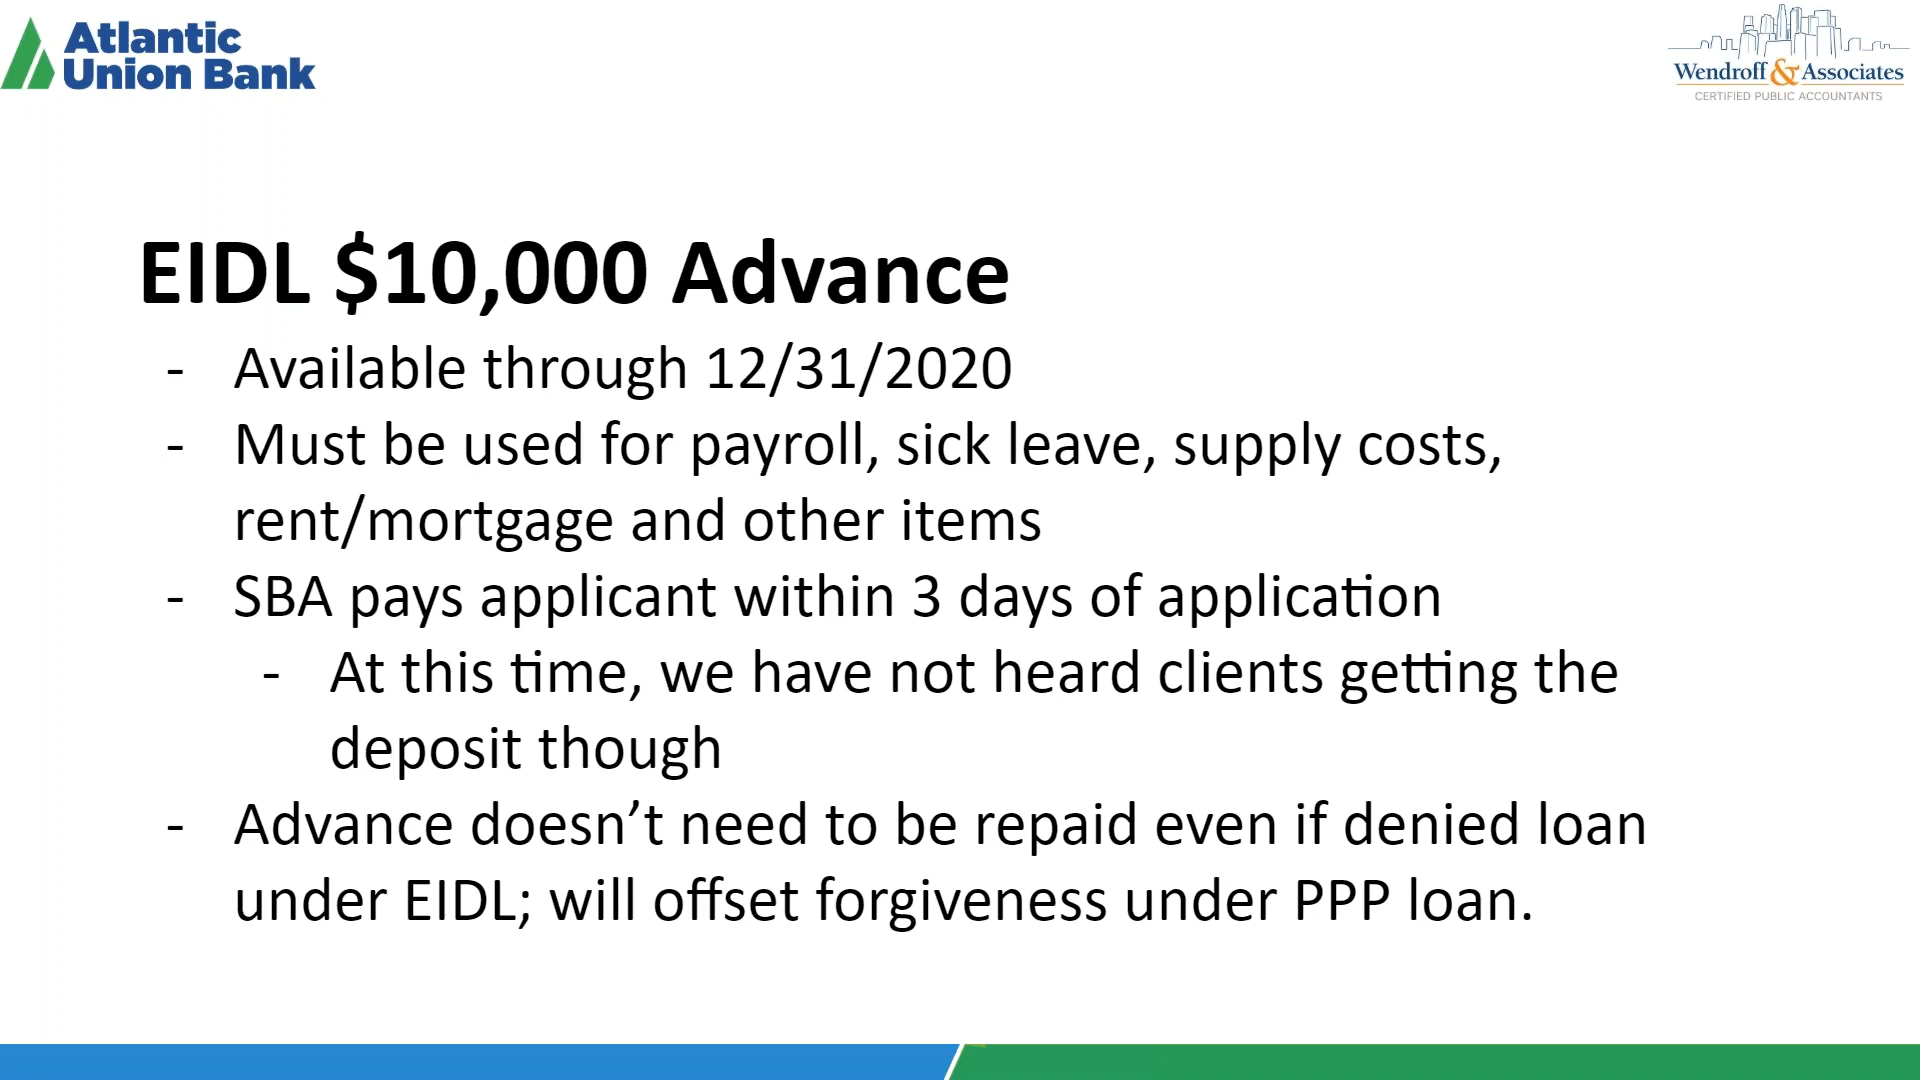 Atlantic
Union Bank
Wendroff & Associates
CERTIFIED PUBLIC ACCOUNTANTS
EIDL $10,000 Advance
- Available through 12/31/2020
- Must be used for payroll, sick leave, supply costs,
rent/mortgage and other items
- SBA pays applicant within 3 days of application
- At this time, we have not heard clients getting the
deposit though
- Advance doesn’t need to be repaid even if denied loan
under EIDL; will offset forgiveness under PPP loan.